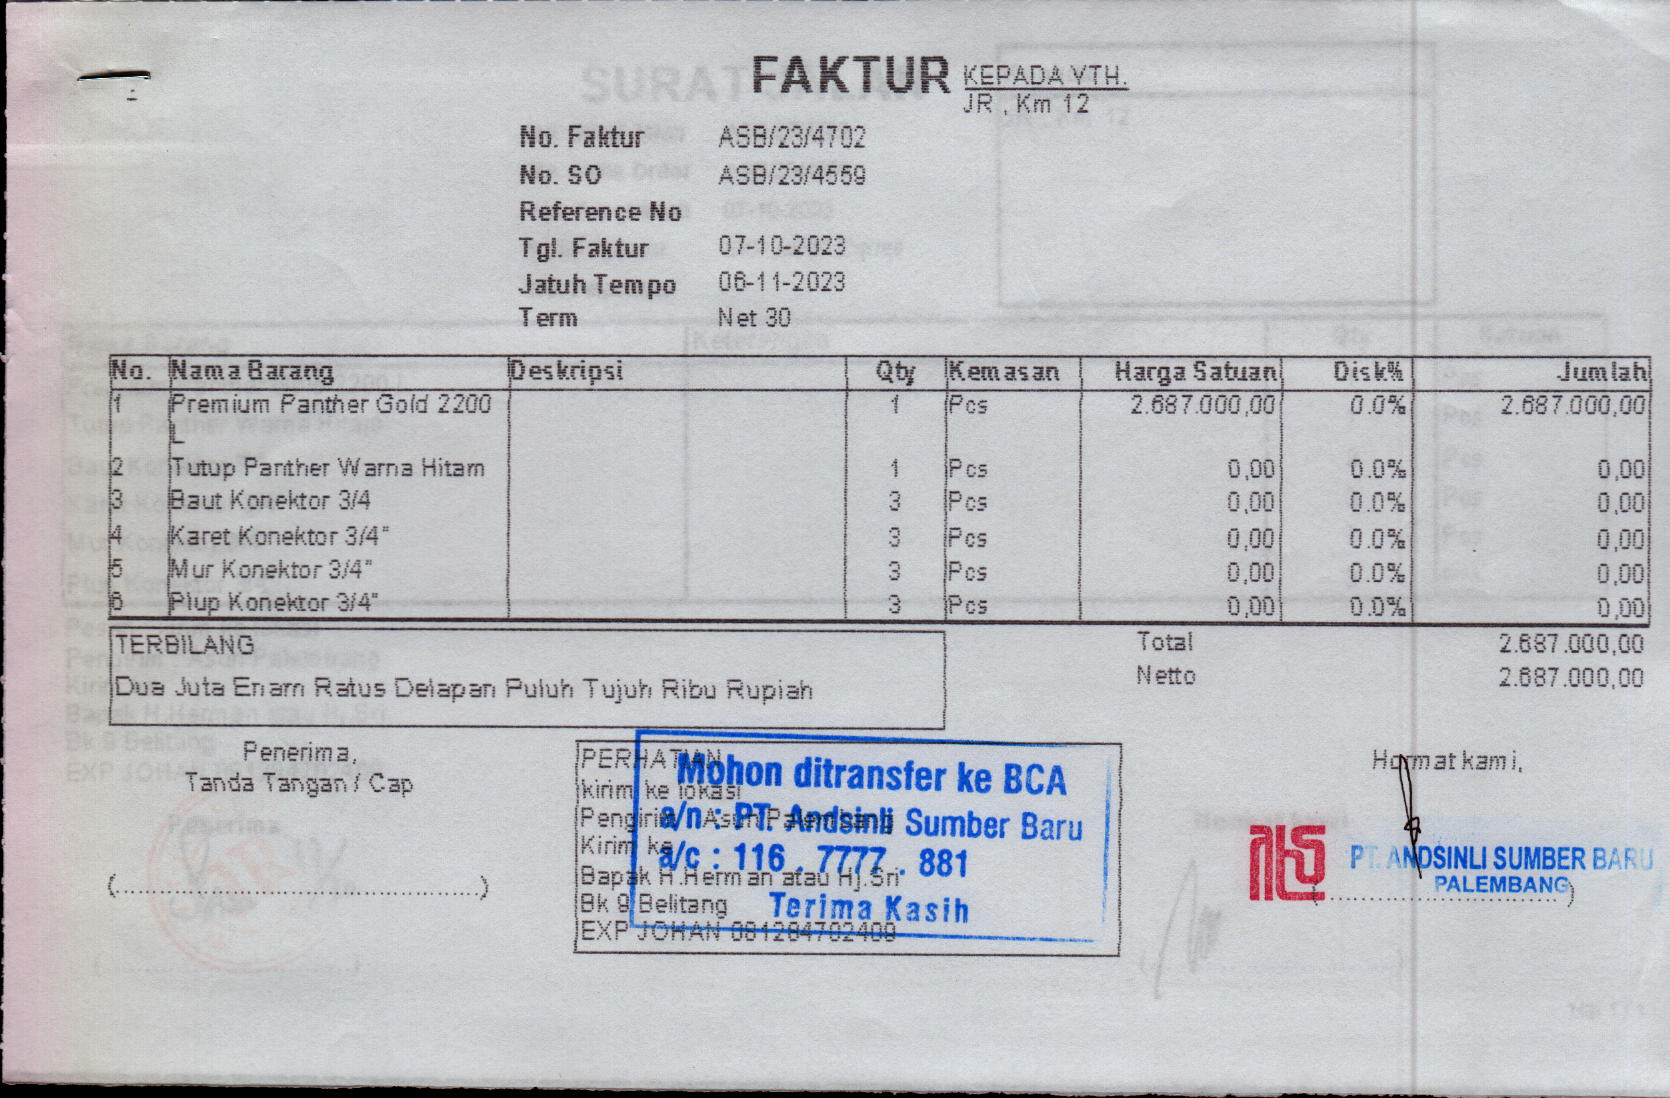 FAKTUR
KEPADA YTH.
JR , Km 12
No. Faktur ASB/23/4702
No. SO ASB/23/4559
Reference No
Tgl. Faktur 07-10-2023
Jatuh Tempo 06-11-2023
Term Net 30
No. Nama Barang Deskripsi Qty Kemasan Harga Satuan Disk% Jumlah
1 Premium Panther Gold 2200 1 Pcs 2.687.000,00 0.0% 2.687.000,00
L
2 Tutup Panther Warna Hitam 1 Pcs 0,00 0.0% 0,00
3 Baut Konektor 3/4 3 Pcs 0,00 0.0% 0,00
4 Karet Konektor 3/4" 3 Pcs 0,00 0.0% 0,00
5 Mur Konektor 3/4" 3 Pcs 0,00 0.0% 0,00
6 Plup Konektor 3/4" 3 Pcs 0,00 0.0% 0,00
TERBILANG
Dua Juta Enam Ratus Delapan Puluh Tujuh Ribu Rupiah
Total 2.687.000,00
Netto 2.687.000,00
Penerima,
Tanda Tangan / Cap
(................................................)
PERHATIAN
kirim ke lokasi
Pengirim : Asun Palembang
Kirim ke
Bapak H.Herman atau Hj.Sri
Bk 9 Belitang
EXP JOHAN 081284702409
Mohon ditransfer ke BCA
a/n : PT. Andsinli Sumber Baru
a/c : 116 . 7777 . 881
Terima Kasih
Hormat kami,
PT. ANDSINLI SUMBER BARU
PALEMBANG
(................................)